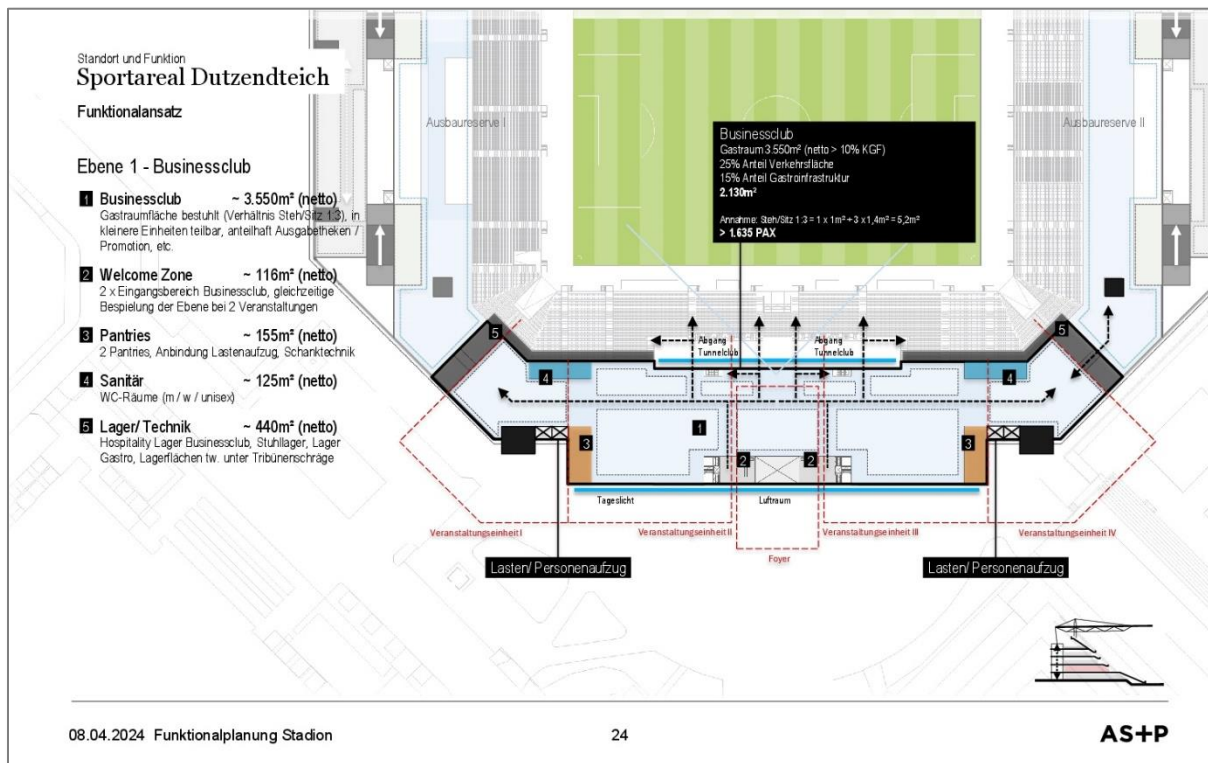 Standort und Funktion
Sportareal Dutzendteich
Funktionalansatz
Ebene 1 - Businessclub
1 Businessclub ~ 3.550m² (netto)
Gastraumfläche bestuhlt (Verhältnis Steh/Sitz 1:3), in
kleinere Einheiten teilbar, anteilhaft Ausgabetheken /
Promotion, etc.
2 Welcome Zone ~ 116m² (netto)
2 x Eingangsbereich Businessclub, gleichzeitige
Bespielung der Ebene bei 2 Veranstaltungen
3 Pantries ~ 155m² (netto)
2 Pantries, Anbindung Lastenaufzug, Schanktechnik
4 Sanitär ~ 125m² (netto)
WC-Räume (m / w / unisex)
5 Lager/ Technik ~ 440m² (netto)
Hospitality Lager Businessclub, Stuhllager, Lager
Gastro, Lagerflächen tw. unter Tribünenschräge
Ausbaureserve I
Ausbaureserve II
Businessclub
Gastraum 3.550m² (netto > 10% KGF)
25% Anteil Verkehrsfläche
15% Anteil Gastroinfrastruktur
2.130m²
Annahme: Steh/Sitz 1:3 = 1 x 1m² + 3 x 1,4m² = 5,2m²
> 1.635 PAX
5
5
Abgang
Tunnelclub
Abgang
Tunnelclub
4
4
1
3
3
2
2
Tageslicht
Luftraum
Veranstaltungseinheit I
Veranstaltungseinheit II
Veranstaltungseinheit III
Veranstaltungseinheit IV
Foyer
Lasten/ Personenaufzug
Lasten/ Personenaufzug
08.04.2024 Funktionalplanung Stadion
24
AS+P